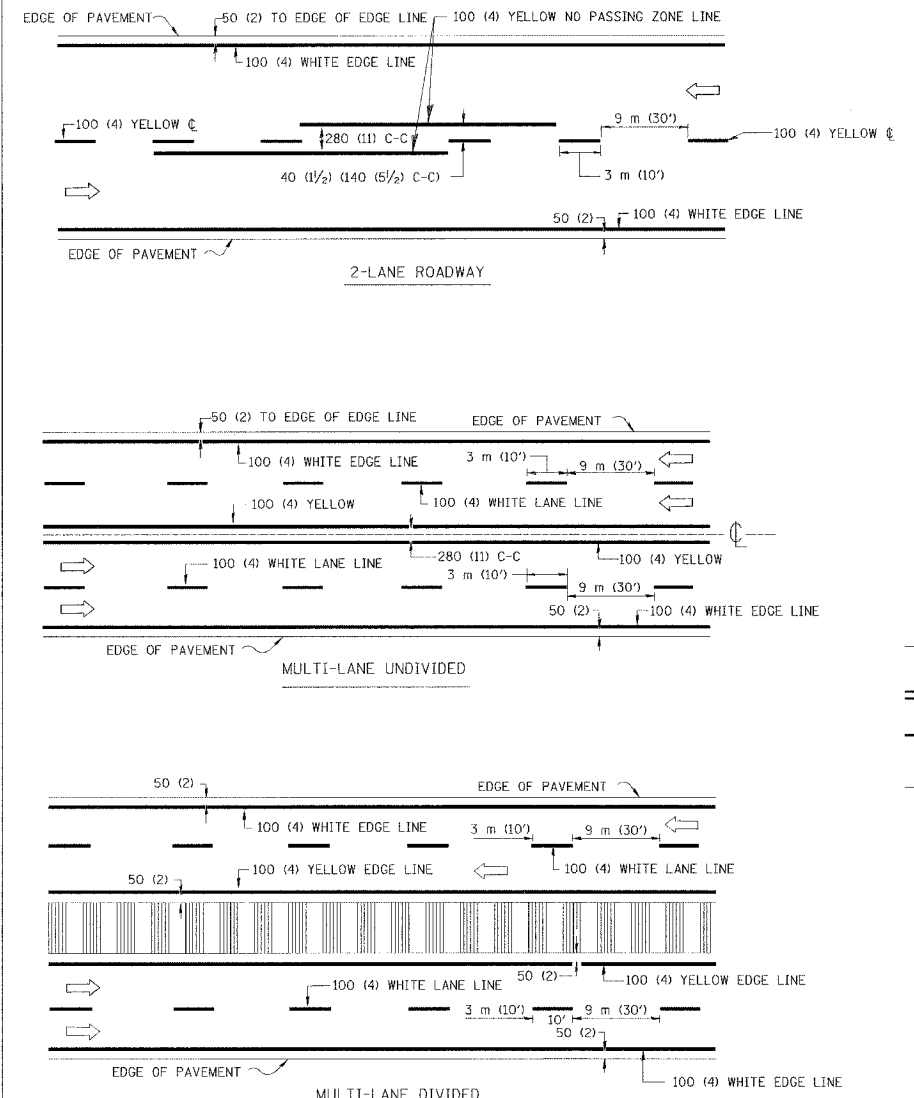 EDGE OF PAVEMENT
50 (2) TO EDGE OF EDGE LINE
100 (4) YELLOW NO PASSING ZONE LINE
100 (4) WHITE EDGE LINE
100 (4) YELLOW ℄
9 m (30')
100 (4) YELLOW ℄
280 (11) C-C
40 (1 1/2) (140 (5 1/2) C-C)
3 m (10')
50 (2)
100 (4) WHITE EDGE LINE
EDGE OF PAVEMENT
2-LANE ROADWAY
50 (2) TO EDGE OF EDGE LINE
EDGE OF PAVEMENT
100 (4) WHITE EDGE LINE
3 m (10')
9 m (30')
100 (4) YELLOW
100 (4) WHITE LANE LINE
℄
280 (11) C-C
100 (4) YELLOW
100 (4) WHITE LANE LINE
3 m (10')
9 m (30')
50 (2)
100 (4) WHITE EDGE LINE
EDGE OF PAVEMENT
MULTI-LANE UNDIVIDED
50 (2)
EDGE OF PAVEMENT
100 (4) WHITE EDGE LINE
3 m (10')
9 m (30')
100 (4) YELLOW EDGE LINE
100 (4) WHITE LANE LINE
50 (2)
50 (2)
100 (4) YELLOW EDGE LINE
100 (4) WHITE LANE LINE
3 m (10')
9 m (30')
10'
50 (2)
EDGE OF PAVEMENT
100 (4) WHITE EDGE LINE
MULTI-LANE DIVIDED